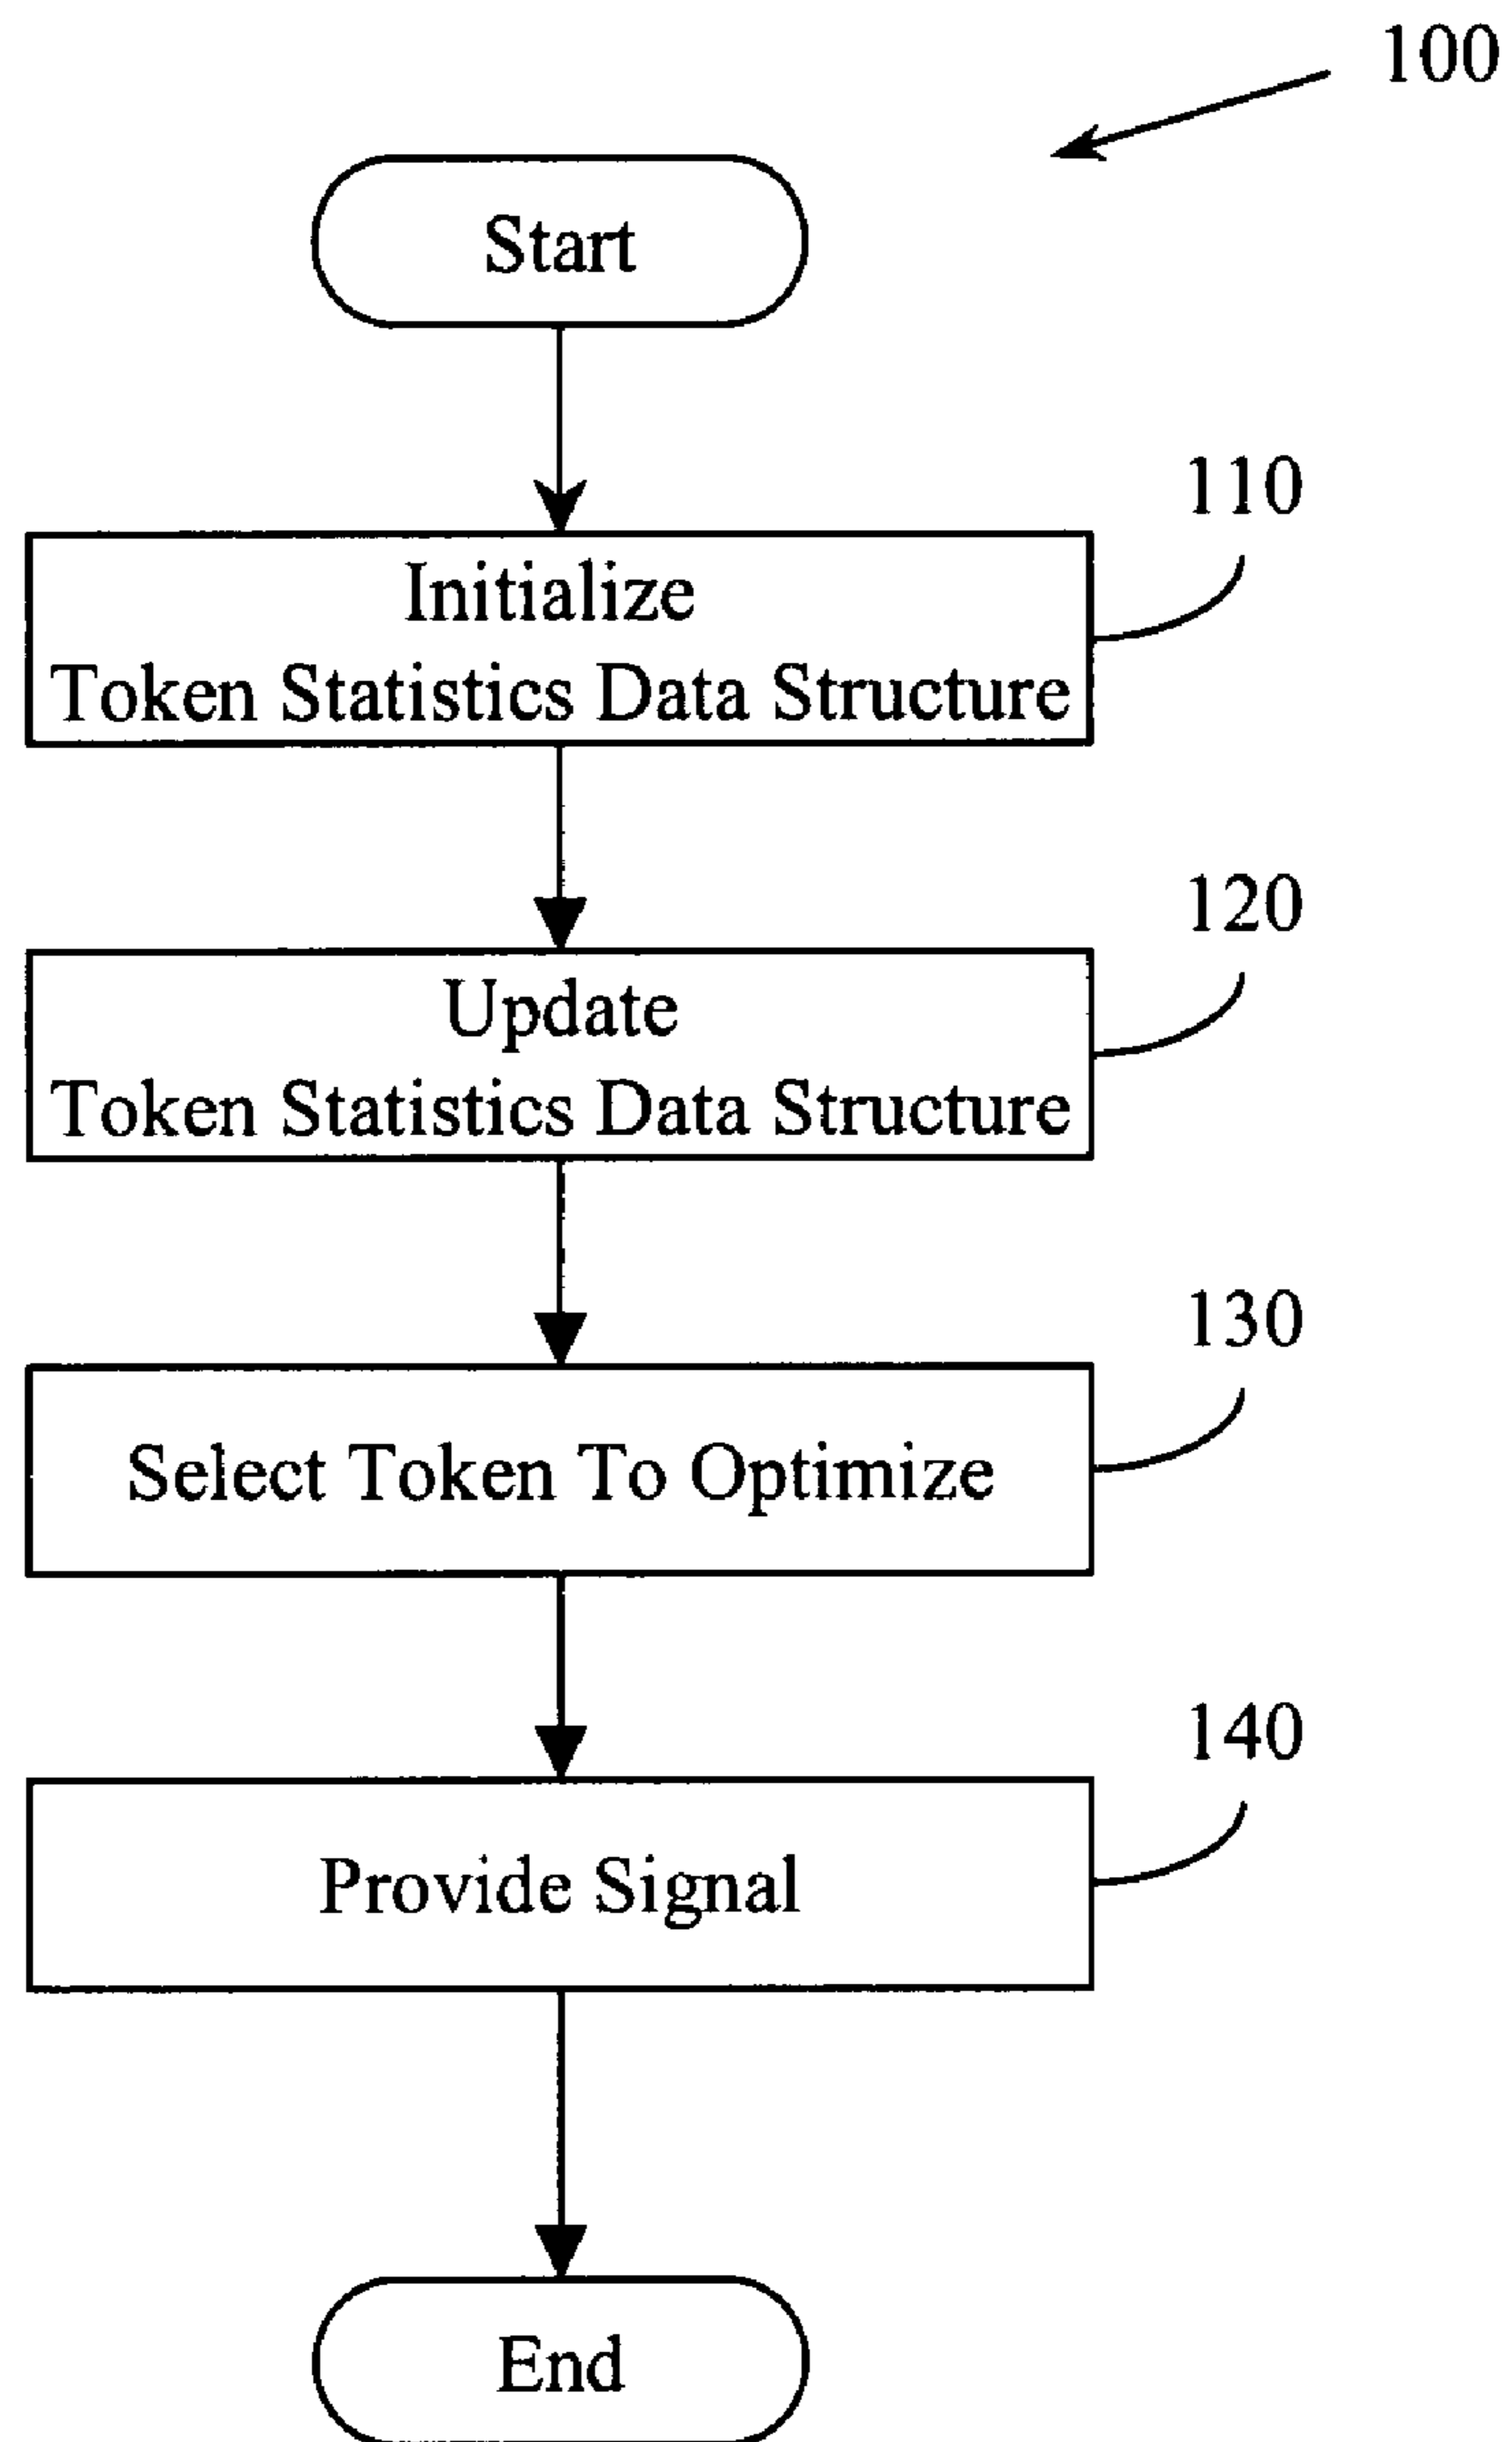 100
Start
110
Initialize
Token Statistics Data Structure
120
Update
Token Statistics Data Structure
130
Select Token To Optimize
140
Provide Signal
End